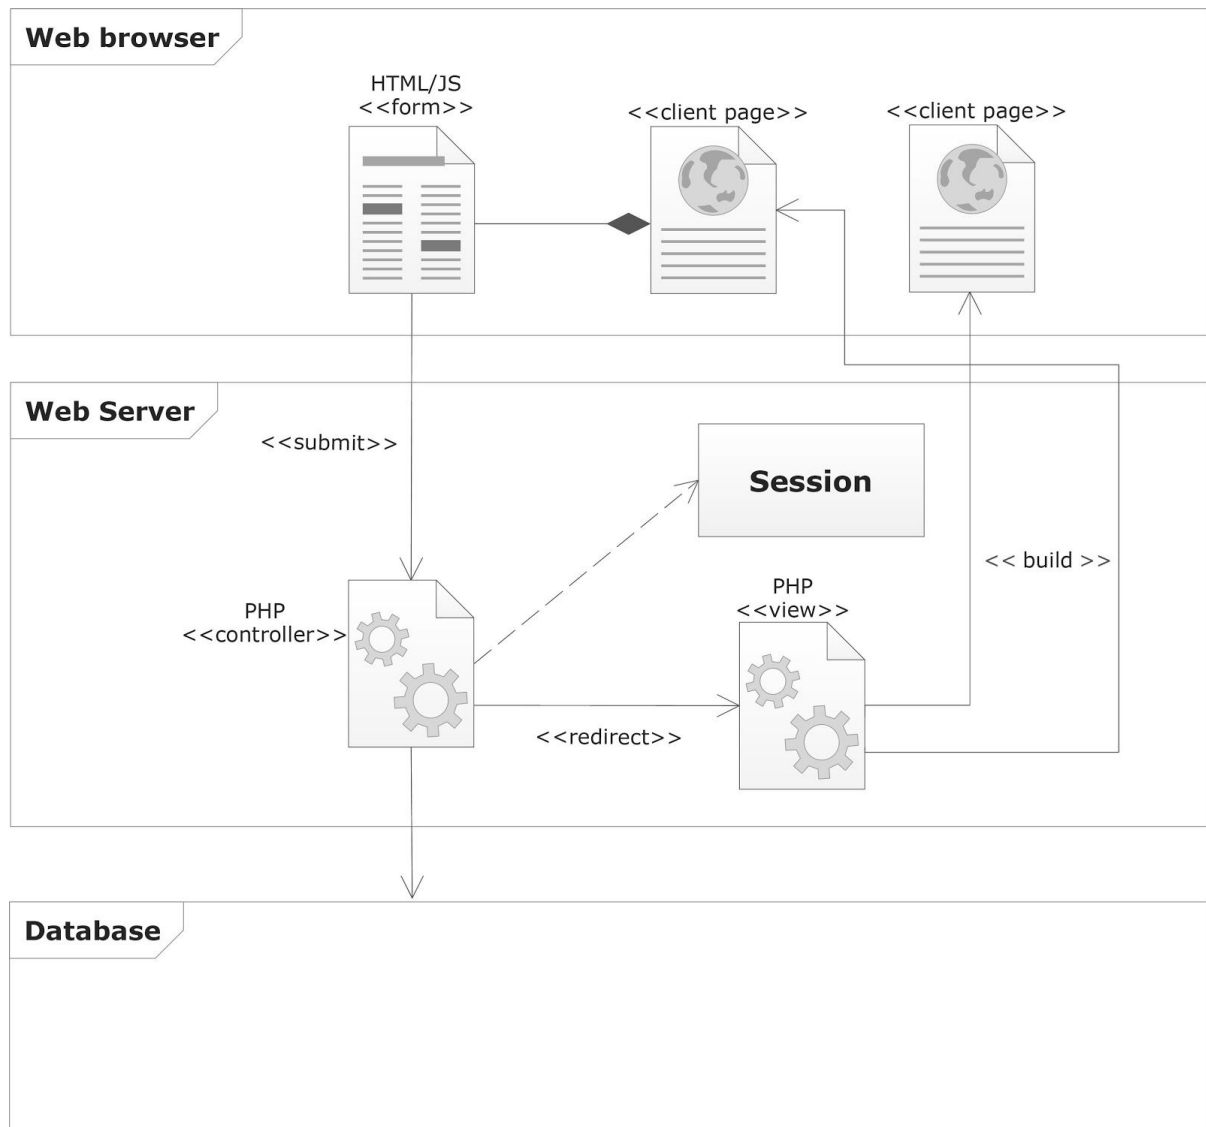 Web browser
HTML/JS
<<form>>
<<client page>>
<<client page>>
Web Server
<<submit>>
Session
<< build >>
PHP
<<controller>>
PHP
<<view>>
<<redirect>>
Database